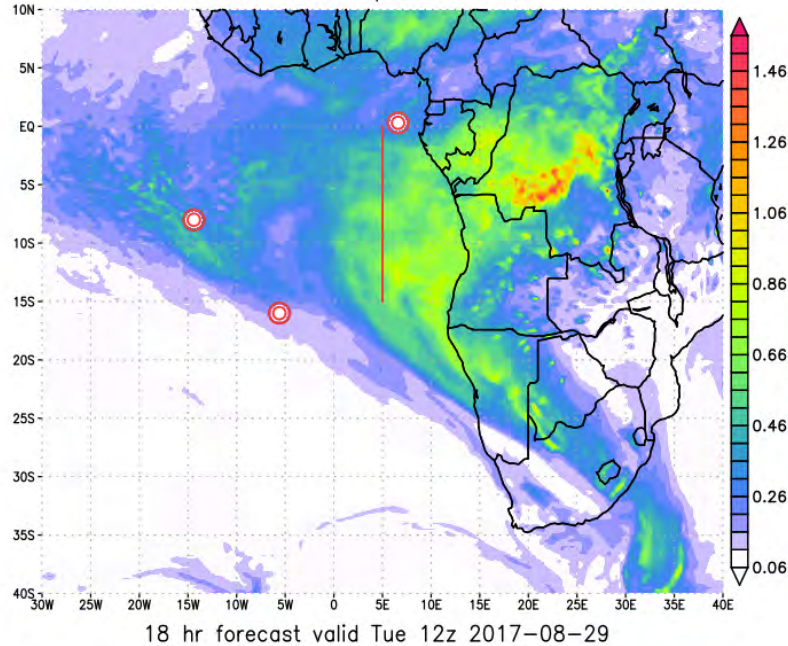 10N
5N
EQ
5S
10S
15S
20S
25S
30S
35S
40S
30W 25W 20W 15W 10W 5W 0 5E 10E 15E 20E 25E 30E 35E 40E
1.46
1.26
1.06
0.86
0.66
0.46
0.26
0.06
18 hr forecast valid Tue 12z 2017-08-29